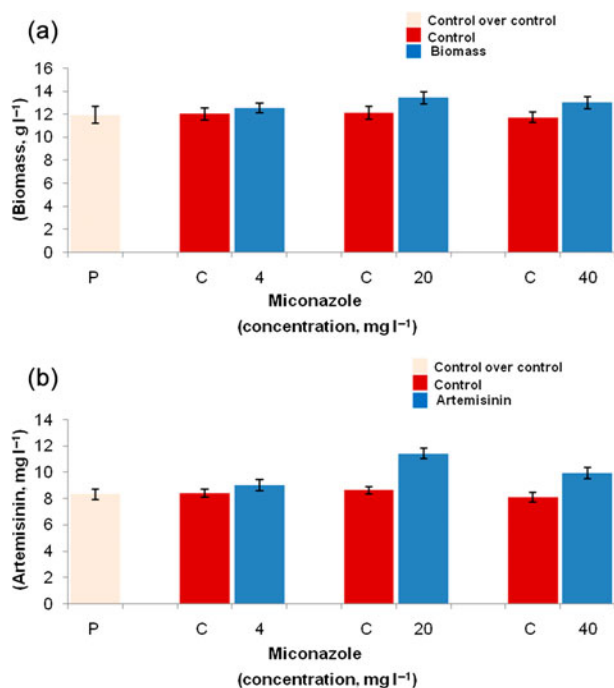 (a)
Control over control
Control
Biomass
(Biomass, g l⁻¹)
16
14
12
10
8
6
4
2
0
P C 4 C 20 C 40
Miconazole
(concentration, mg l⁻¹)
(b)
Control over control
Control
Artemisinin
(Artemisinin, mg l⁻¹)
14
12
10
8
6
4
2
0
P C 4 C 20 C 40
Miconazole
(concentration, mg l⁻¹)